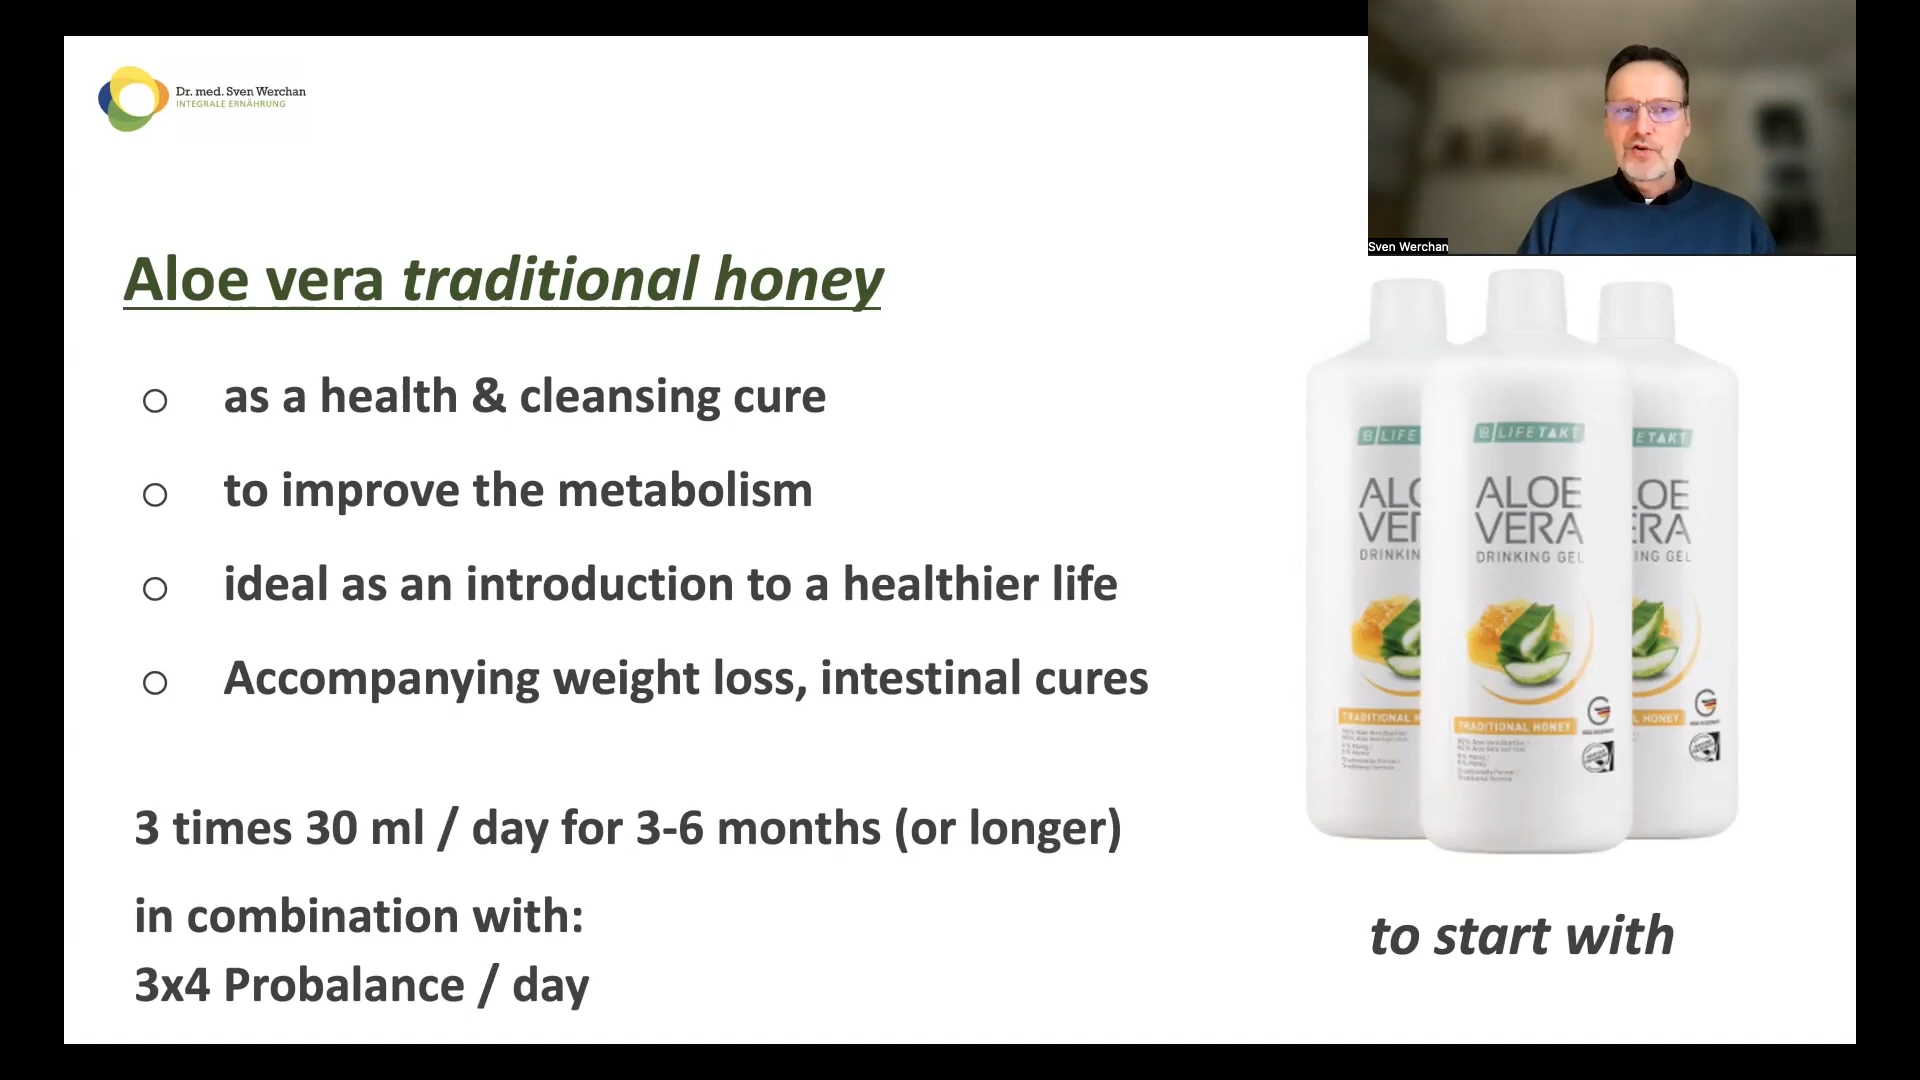 Dr. med. Sven Werchan
INTEGRALE ERNÄHRUNG
Sven Werchan
Aloe vera traditional honey
as a health & cleansing cure
to improve the metabolism
ideal as an introduction to a healthier life
Accompanying weight loss, intestinal cures
3 times 30 ml / day for 3-6 months (or longer)
in combination with:
3x4 Probalance / day
LR LIFETAKT
ALOE
VERA
DRINKING GEL
TRADITIONAL HONEY
to start with